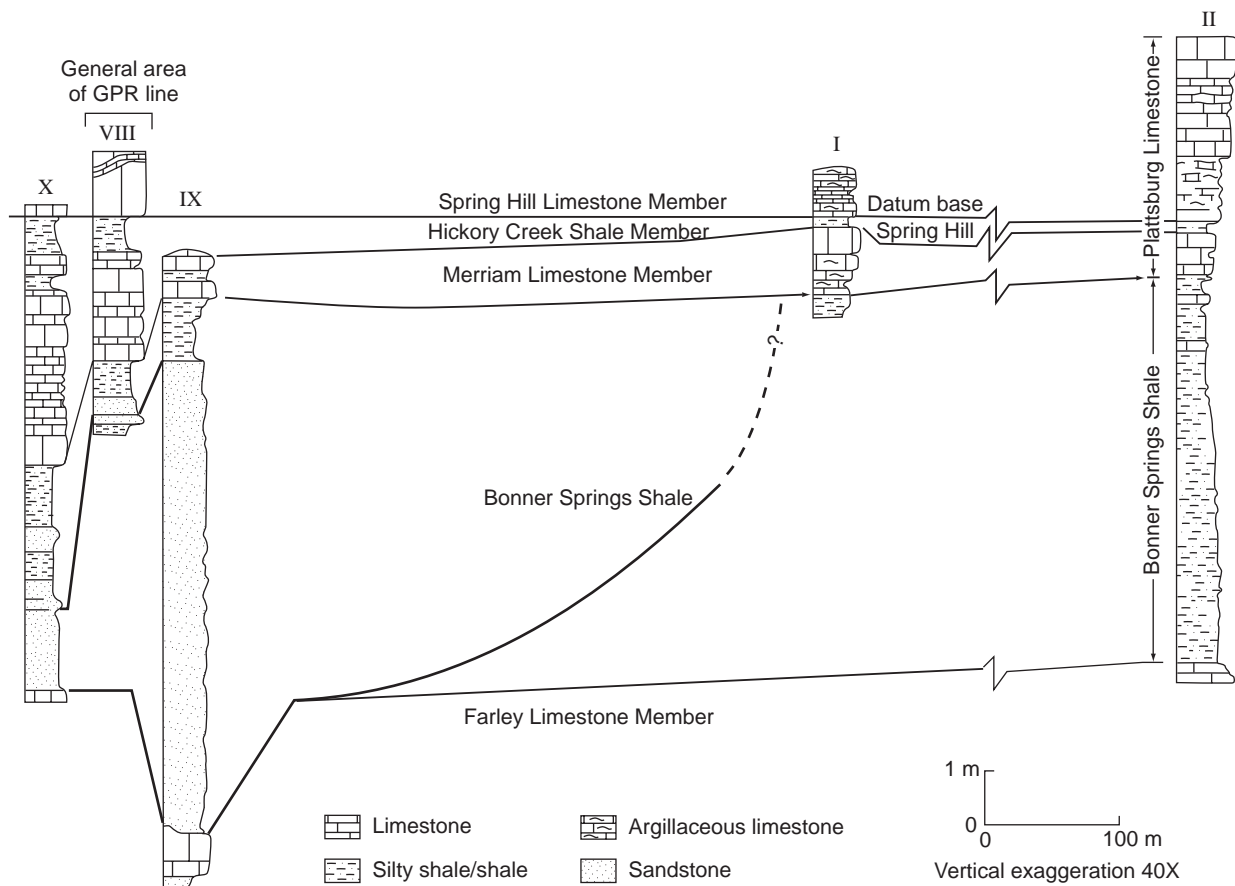 II
General area
of GPR line
VIII
I
X
IX
Plattsburg Limestone
Spring Hill Limestone Member
Datum base
Hickory Creek Shale Member
Spring Hill
Merriam Limestone Member
?
Bonner Springs Shale
Bonner Springs Shale
Farley Limestone Member
1 m
0
0
100 m
Vertical exaggeration 40X
Limestone
Argillaceous limestone
Silty shale/shale
Sandstone